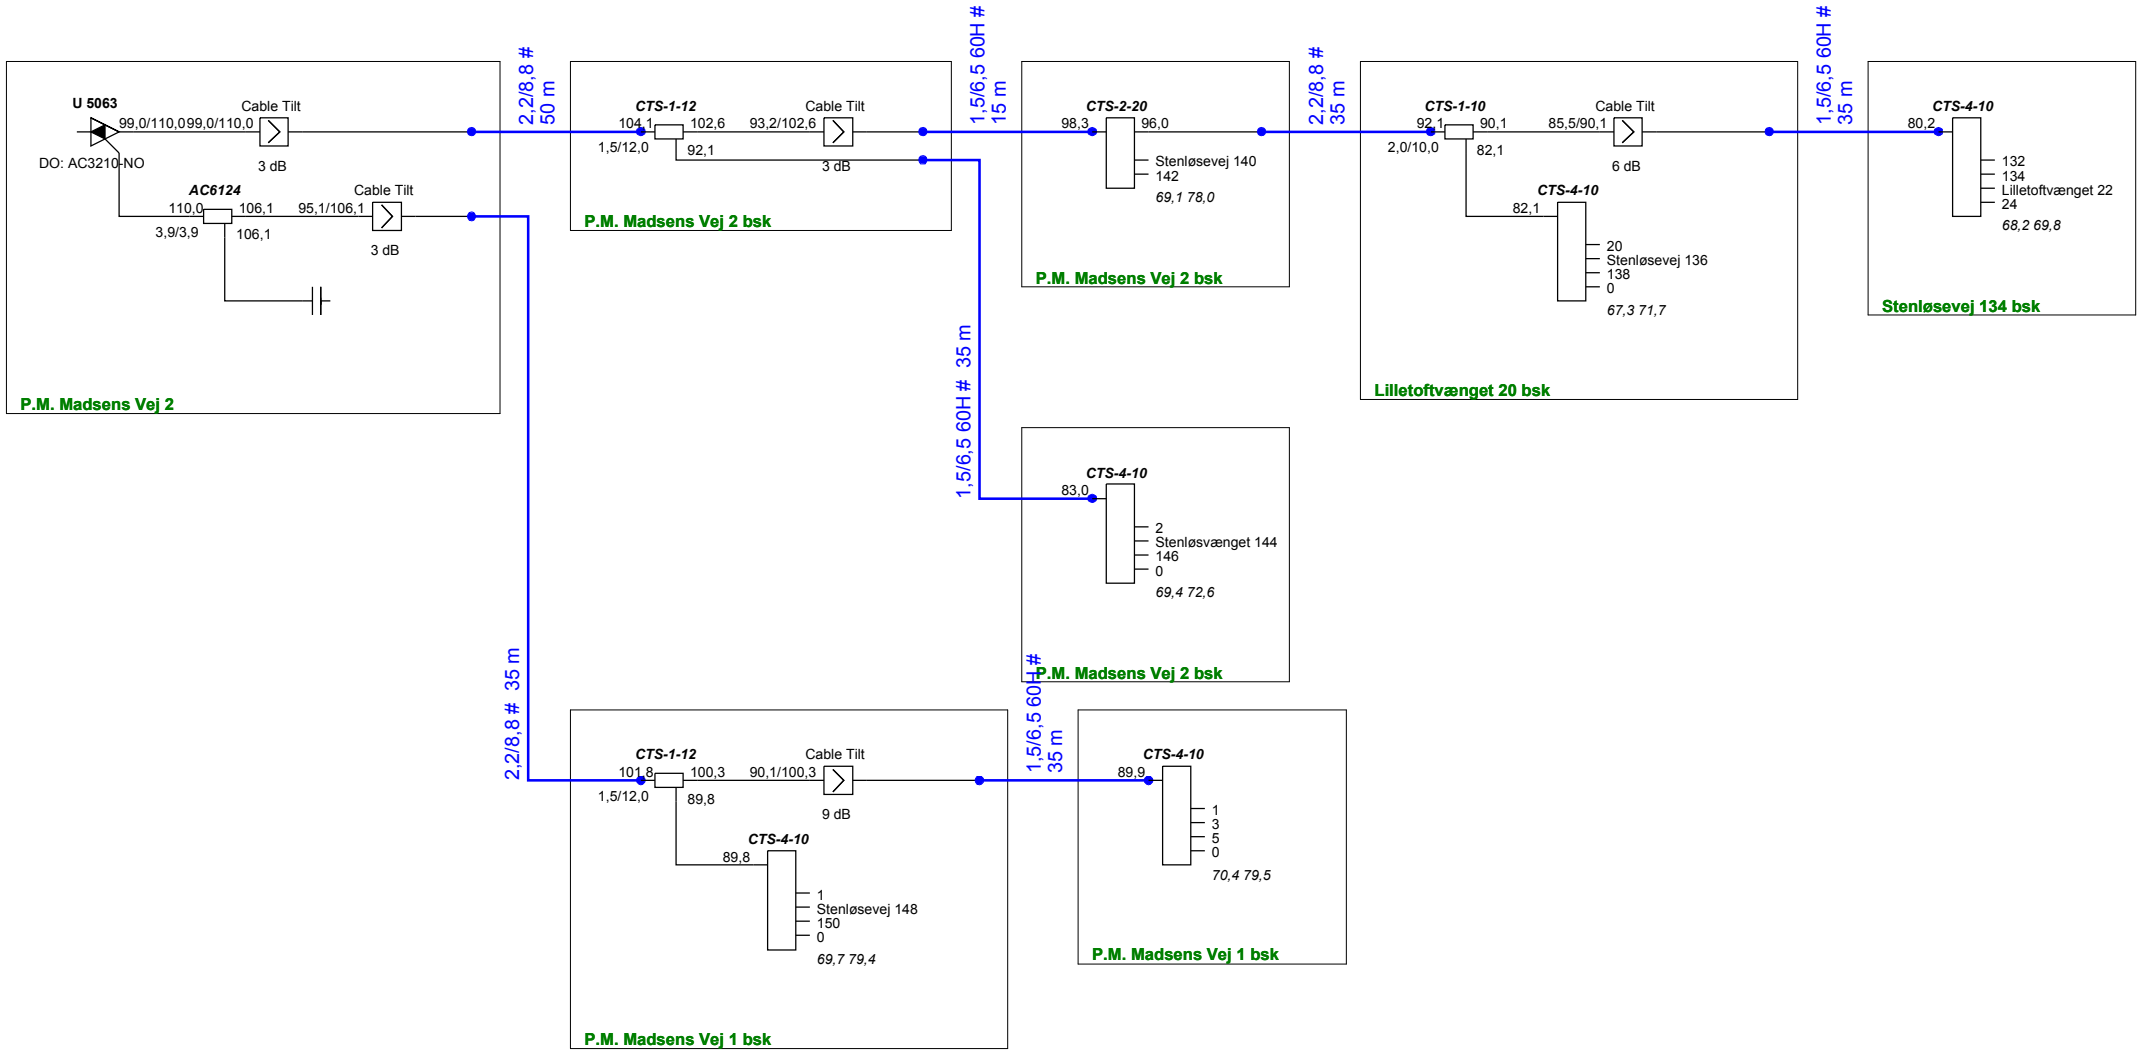 U 5063
99,0/110,099,0/110,0
Cable Tilt
3 dB
DO: AC3210-NO
AC6124
110,0
106,1
95,1/106,1
Cable Tilt
3,9/3,9
106,1
3 dB
P.M. Madsens Vej 2
2,2/8,8 #
50 m
CTS-1-12
104,1
102,6
93,2/102,6
Cable Tilt
1,5/12,0
92,1
3 dB
P.M. Madsens Vej 2 bsk
1,5/6,5 60H #
15 m
CTS-2-20
98,3
96,0
Stenløsevej 140
142
69,1 78,0
P.M. Madsens Vej 2 bsk
2,2/8,8 #
35 m
CTS-1-10
92,1
90,1
85,5/90,1
Cable Tilt
2,0/10,0
82,1
6 dB
CTS-4-10
82,1
20
Stenløsevej 136
138
0
67,3 71,7
Lilletoftvænget 20 bsk
1,5/6,5 60H #
35 m
CTS-4-10
80,2
132
134
Lilletoftvænget 22
24
68,2 69,8
Stenløsevej 134 bsk
1,5/6,5 60H # 35 m
CTS-4-10
83,0
2
Stenløsvænget 144
146
0
69,4 72,6
P.M. Madsens Vej 2 bsk
2,2/8,8 # 35 m
CTS-1-12
101,8
100,3
90,1/100,3
Cable Tilt
1,5/12,0
89,8
9 dB
CTS-4-10
89,8
1
Stenløsevej 148
150
0
69,7 79,4
P.M. Madsens Vej 1 bsk
1,5/6,5 60H #
35 m
CTS-4-10
89,9
1
3
5
0
70,4 79,5
P.M. Madsens Vej 1 bsk